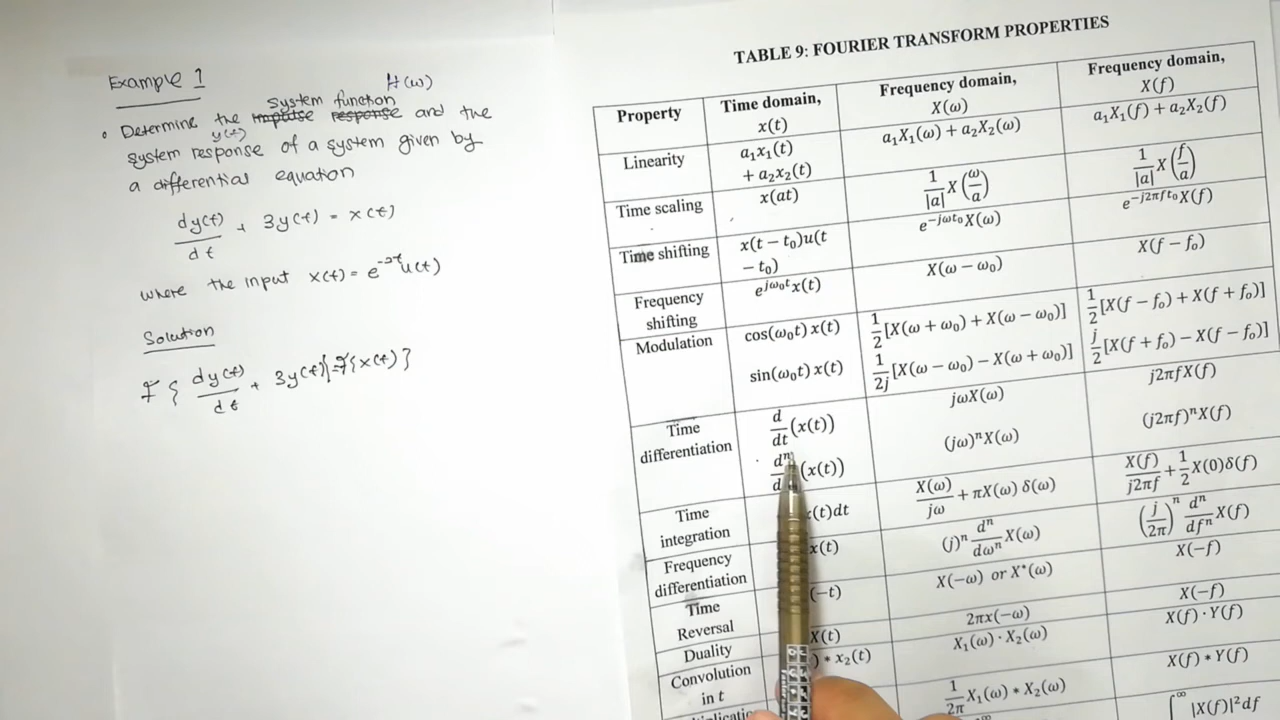 Example 1
H(ω)
system function
• Determine the impulse response and the
y(t)
system response of a system given by
a differential equation
dy(t)/dt + 3y(t) = x(t)
where the input x(t) = e^-2t u(t)
Solution
F { dy(t)/dt + 3y(t) } = F{x(t)}
TABLE 9: FOURIER TRANSFORM PROPERTIES
Property
Time domain,
x(t)
Frequency domain,
X(ω)
Frequency domain,
X(f)
Linearity
a₁x₁(t)
+ a₂x₂(t)
a₁X₁(ω) + a₂X₂(ω)
a₁X₁(f) + a₂X₂(f)
Time scaling
x(at)
1/|a| X(ω/a)
1/|a| X(f/a)
Time shifting
x(t − t₀)u(t
− t₀)
e^−jωt₀ X(ω)
e^−j2πft₀ X(f)
Frequency
shifting
e^jω₀t x(t)
X(ω − ω₀)
X(f − f₀)
Modulation
cos(ω₀t) x(t)
1/2 [X(ω + ω₀) + X(ω − ω₀)]
1/2 [X(f − f₀) + X(f + f₀)]
sin(ω₀t) x(t)
1/2j [X(ω − ω₀) − X(ω + ω₀)]
j/2 [X(f + f₀) − X(f − f₀)]
Time
differentiation
d/dt (x(t))
jωX(ω)
j2πfX(f)
dⁿ/d (x(t))
(jω)ⁿX(ω)
(j2πf)ⁿX(f)
Time
integration
x(t)dt
X(ω)/jω + πX(ω) δ(ω)
X(f)/j2πf + 1/2 X(0)δ(f)
Frequency
differentiation
x(t)
(j)ⁿ dⁿ/dωⁿ X(ω)
(j/2π)ⁿ dⁿ/dfⁿ X(f)
Time
Reversal
(−t)
X(−ω) or X*(ω)
X(−f)
Duality
X(t)
2πx(−ω)
X(−f)
Convolution
in t
) * x₂(t)
X₁(ω) · X₂(ω)
X(f) · Y(f)
1/2π X₁(ω) * X₂(ω)
X(f) * Y(f)
∫^∞ |X(f)|² df